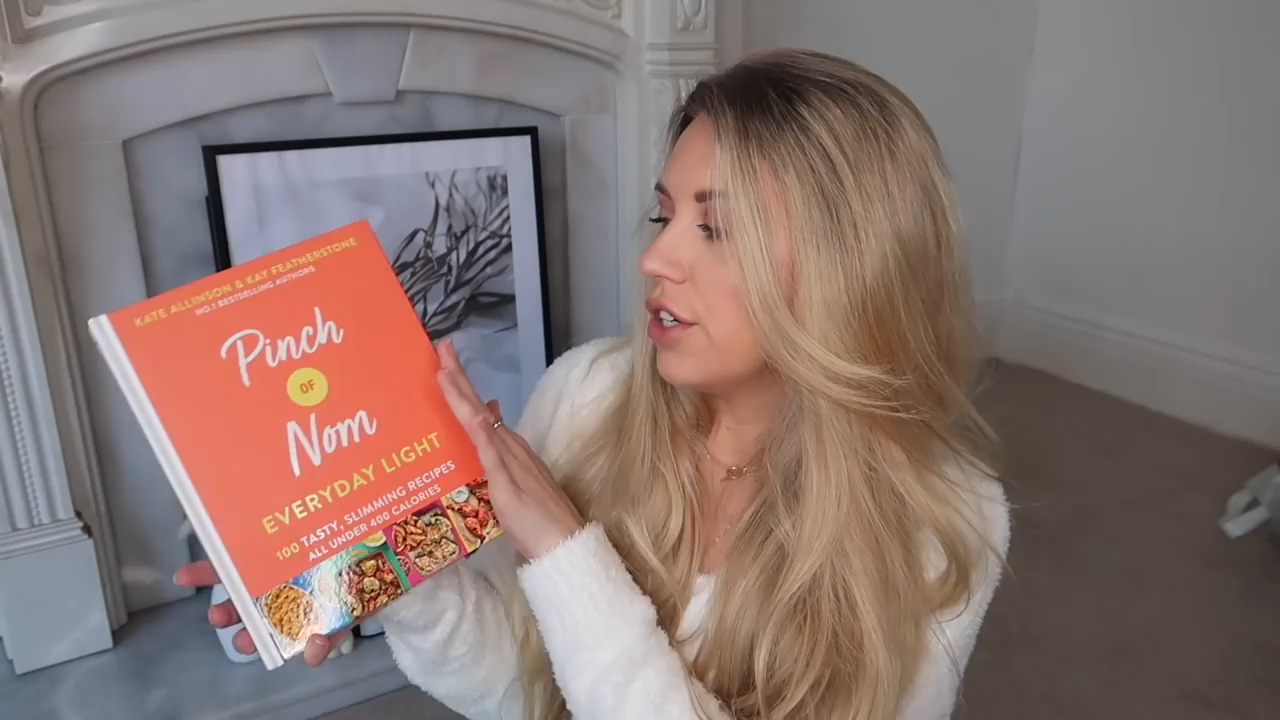 KATE ALLINSON & KAY FEATHERSTONE
NO.1 BESTSELLING AUTHORS
Pinch
OF
Nom
EVERYDAY LIGHT
100 TASTY, SLIMMING RECIPES
ALL UNDER 400 CALORIES